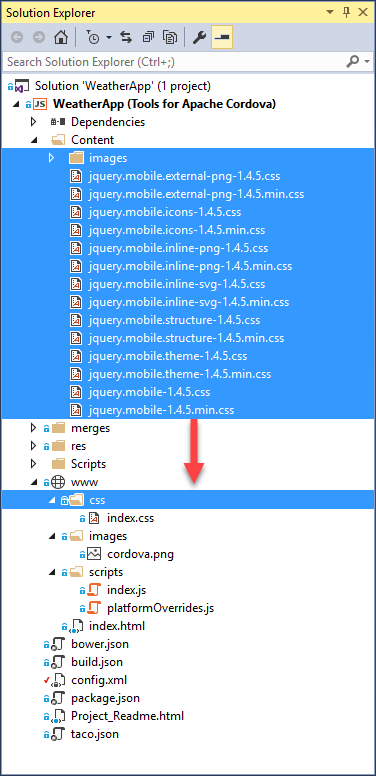 Solution Explorer
Search Solution Explorer (Ctrl+;)
Solution 'WeatherApp' (1 project)
WeatherApp (Tools for Apache Cordova)
Dependencies
Content
images
jquery.mobile.external-png-1.4.5.css
jquery.mobile.external-png-1.4.5.min.css
jquery.mobile.icons-1.4.5.css
jquery.mobile.icons-1.4.5.min.css
jquery.mobile.inline-png-1.4.5.css
jquery.mobile.inline-png-1.4.5.min.css
jquery.mobile.inline-svg-1.4.5.css
jquery.mobile.inline-svg-1.4.5.min.css
jquery.mobile.structure-1.4.5.css
jquery.mobile.structure-1.4.5.min.css
jquery.mobile.theme-1.4.5.css
jquery.mobile.theme-1.4.5.min.css
jquery.mobile-1.4.5.css
jquery.mobile-1.4.5.min.css
merges
res
Scripts
www
css
index.css
images
cordova.png
scripts
index.js
platformOverrides.js
index.html
bower.json
build.json
config.xml
package.json
Project_Readme.html
taco.json